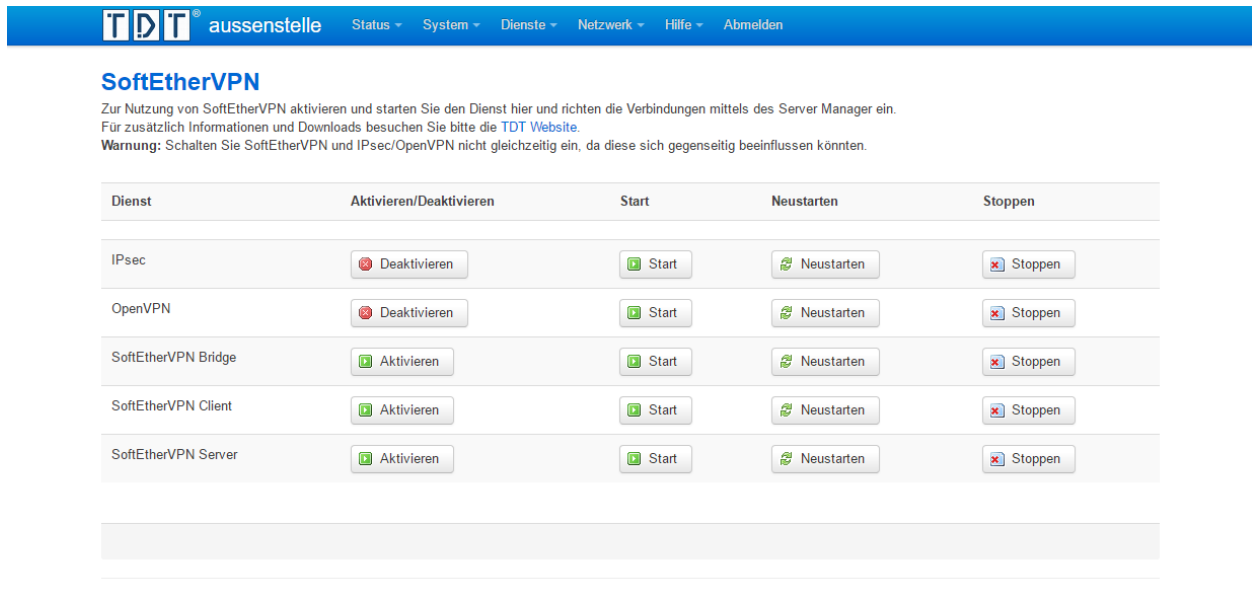 TDT® aussenstelle Status System Dienste Netzwerk Hilfe Abmelden
SoftEtherVPN
Zur Nutzung von SoftEtherVPN aktivieren und starten Sie den Dienst hier und richten die Verbindungen mittels des Server Manager ein.
Für zusätzlich Informationen und Downloads besuchen Sie bitte die TDT Website.
Warnung: Schalten Sie SoftEtherVPN und IPsec/OpenVPN nicht gleichzeitig ein, da diese sich gegenseitig beeinflussen könnten.
Dienst Aktivieren/Deaktivieren Start Neustarten Stoppen
IPsec Deaktivieren Start Neustarten Stoppen
OpenVPN Deaktivieren Start Neustarten Stoppen
SoftEtherVPN Bridge Aktivieren Start Neustarten Stoppen
SoftEtherVPN Client Aktivieren Start Neustarten Stoppen
SoftEtherVPN Server Aktivieren Start Neustarten Stoppen